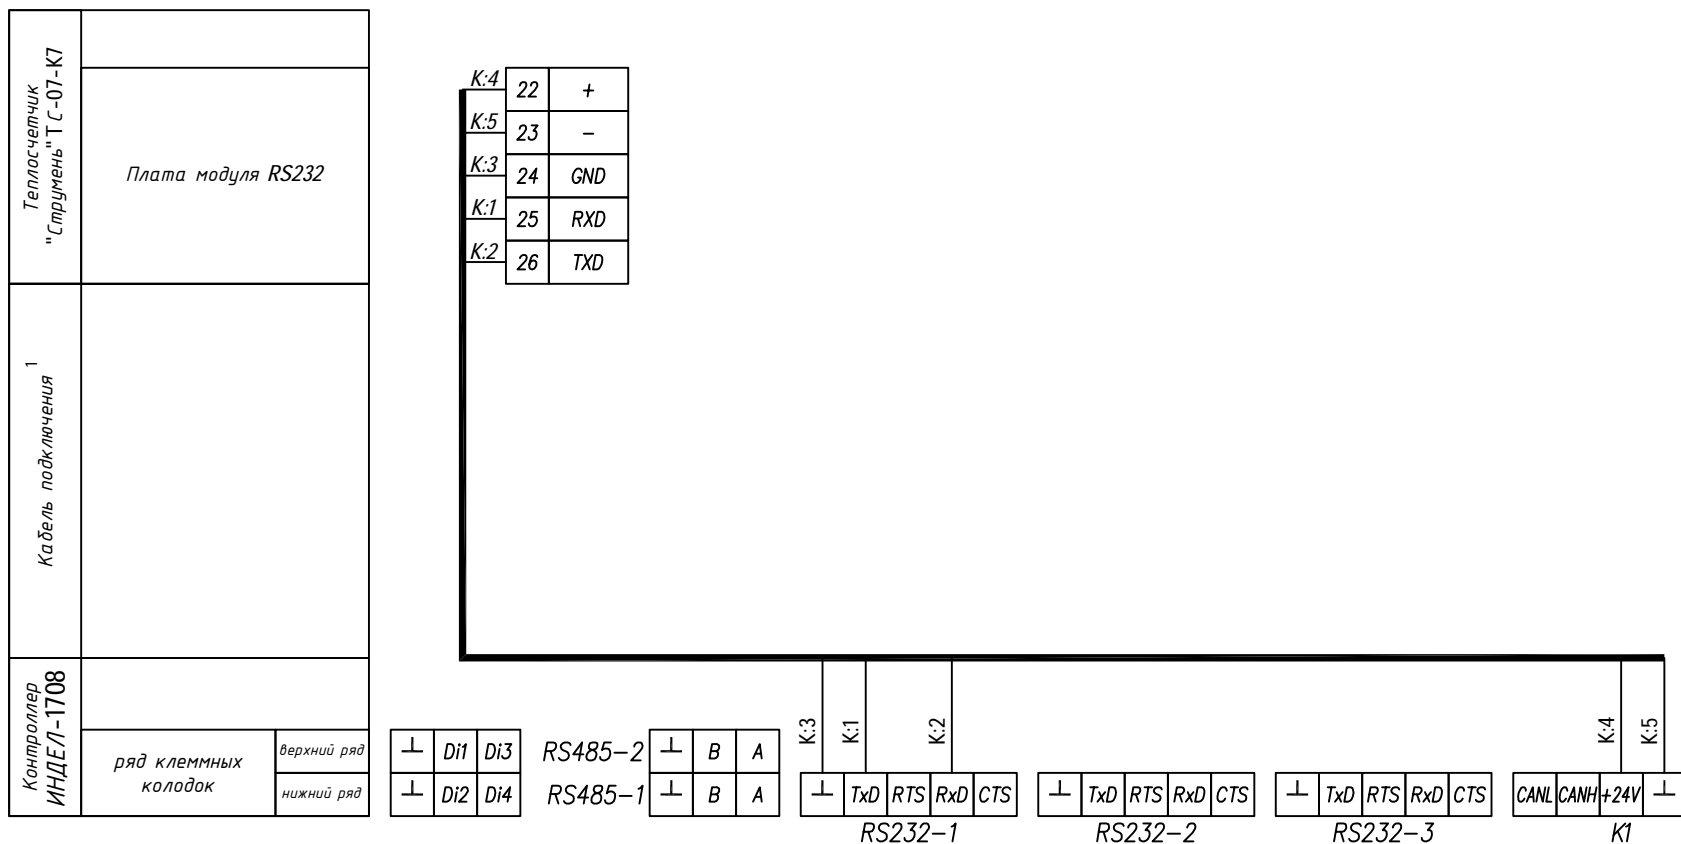 Теплосчетчик
"Струмень" ТС-07-К7
Плата модуля RS232
К:4 22 +
К:5 23 −
К:3 24 GND
К:1 25 RXD
К:2 26 TXD
Кабель подключения 1
Контроллер
ИНДЕЛ-1708
ряд клеммных
колодок
верхний ряд
нижний ряд
⊥ Di1 Di3
⊥ Di2 Di4
RS485−2 ⊥ B A
RS485−1 ⊥ B A
К:3 К:1 К:2 К:4 К:5
⊥ TxD RTS RxD CTS
RS232−1
⊥ TxD RTS RxD CTS
RS232−2
⊥ TxD RTS RxD CTS
RS232−3
CANL CANH +24V ⊥
K1